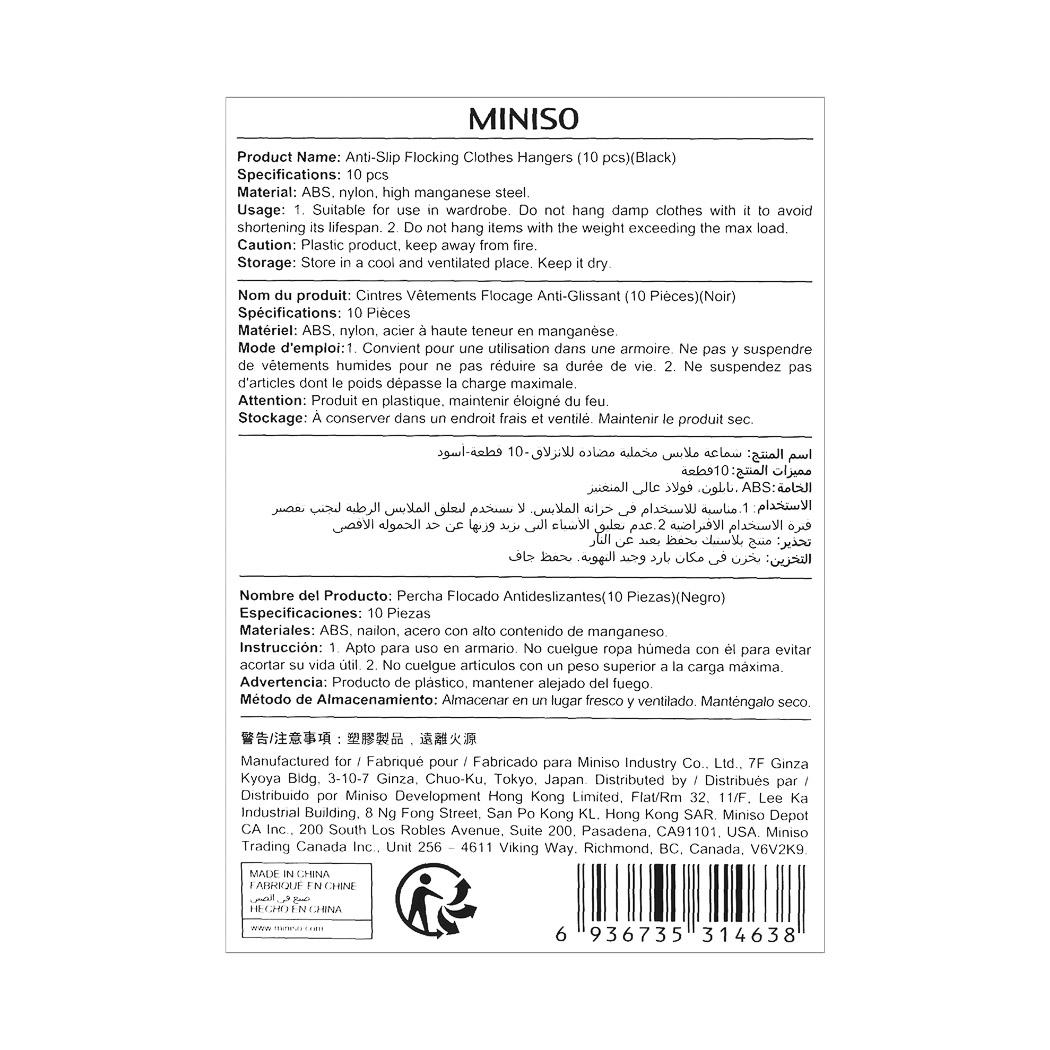 MINISO
Product Name: Anti-Slip Flocking Clothes Hangers (10 pcs)(Black)
Specifications: 10 pcs
Material: ABS, nylon, high manganese steel.
Usage: 1. Suitable for use in wardrobe. Do not hang damp clothes with it to avoid
shortening its lifespan. 2. Do not hang items with the weight exceeding the max load.
Caution: Plastic product, keep away from fire.
Storage: Store in a cool and ventilated place. Keep it dry.
Nom du produit: Cintres Vêtements Flocage Anti-Glissant (10 Pièces)(Noir)
Spécifications: 10 Pièces
Matériel: ABS, nylon, acier à haute teneur en manganèse.
Mode d'emploi:1. Convient pour une utilisation dans une armoire. Ne pas y suspendre
de vêtements humides pour ne pas réduire sa durée de vie. 2. Ne suspendez pas
d'articles dont le poids dépasse la charge maximale.
Attention: Produit en plastique, maintenir éloigné du feu.
Stockage: À conserver dans un endroit frais et ventilé. Maintenir le produit sec.
اسم المنتج: شماعة ملابس مخملية مضادة للانزلاق-10 قطعة-أسود
مميزات المنتج:10قطعة
الخامة:ABS ،نايلون، فولاذ عالي المنغنيز
الاستخدام: 1.مناسبة للاستخدام في خزانة الملابس. لا تستخدم لتعلق الملابس الرطبة لتجنب تقصير
فترة الاستخدام الافتراضية 2.عدم تعليق الأشياء التي يزيد وزنها عن حد الحمولة الأقصى
تحذير: منتج بلاستيك يحفظ بعيد عن النار
التخزين: يخزن في مكان بارد وجيد التهوية. يحفظ جاف
Nombre del Producto: Percha Flocado Antideslizantes(10 Piezas)(Negro)
Especificaciones: 10 Piezas
Materiales: ABS, nailon, acero con alto contenido de manganeso.
Instrucción: 1. Apto para uso en armario. No cuelgue ropa húmeda con él para evitar
acortar su vida útil. 2. No cuelgue artículos con un peso superior a la carga máxima.
Advertencia: Producto de plástico, mantener alejado del fuego.
Método de Almacenamiento: Almacenar en un lugar fresco y ventilado. Manténgalo seco.
警告/注意事項：塑膠製品，遠離火源
Manufactured for / Fabriqué pour / Fabricado para Miniso Industry Co., Ltd., 7F Ginza
Kyoya Bldg, 3-10-7 Ginza, Chuo-Ku, Tokyo, Japan. Distributed by / Distribués par /
Distribuido por Miniso Development Hong Kong Limited, Flat/Rm 32, 11/F, Lee Ka
Industrial Building, 8 Ng Fong Street, San Po Kong KL, Hong Kong SAR. Miniso Depot
CA Inc., 200 South Los Robles Avenue, Suite 200, Pasadena, CA91101, USA. Miniso
Trading Canada Inc., Unit 256 – 4611 Viking Way, Richmond, BC, Canada, V6V2K9.
MADE IN CHINA
FABRIQUÉ EN CHINE
صنع في الصين
HECHO EN CHINA
www.miniso.com
6 936735 314638